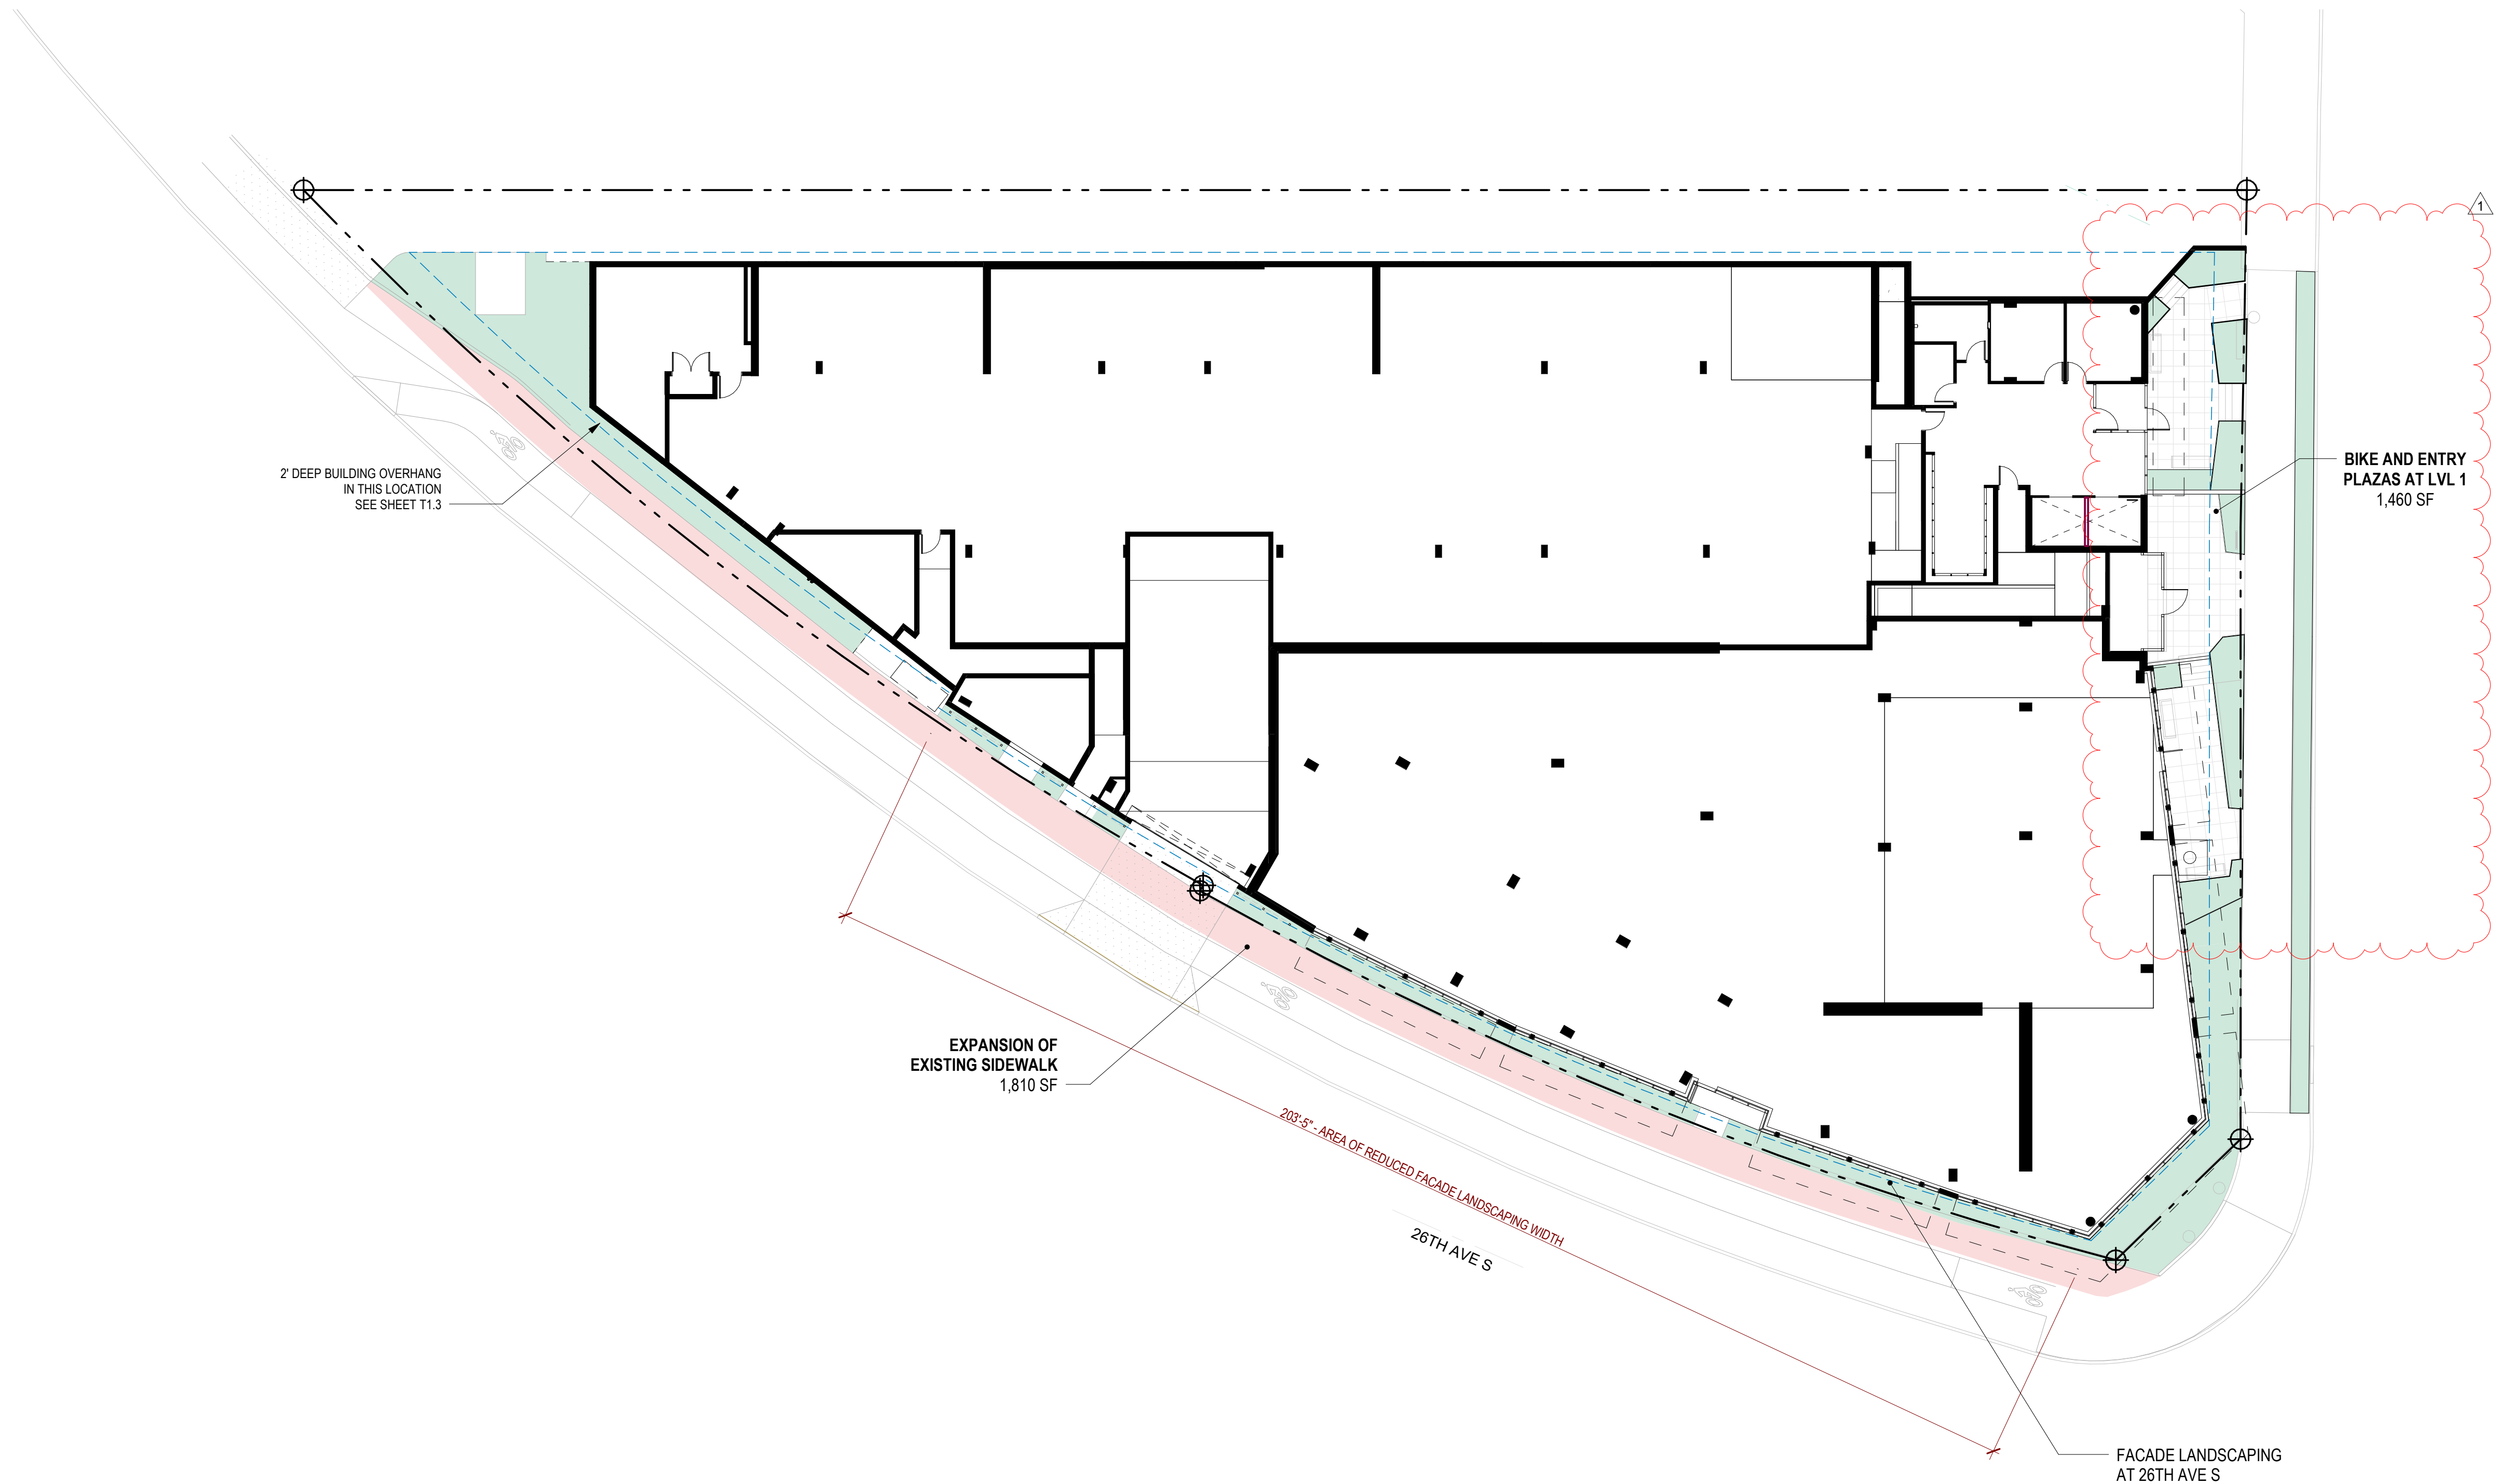 1
2' DEEP BUILDING OVERHANG
IN THIS LOCATION
SEE SHEET T1.3
BIKE AND ENTRY
PLAZAS AT LVL 1
1,460 SF
EXPANSION OF
EXISTING SIDEWALK
1,810 SF
203'-5" - AREA OF REDUCED FACADE LANDSCAPING WIDTH
26TH AVE S
FACADE LANDSCAPING
AT 26TH AVE S